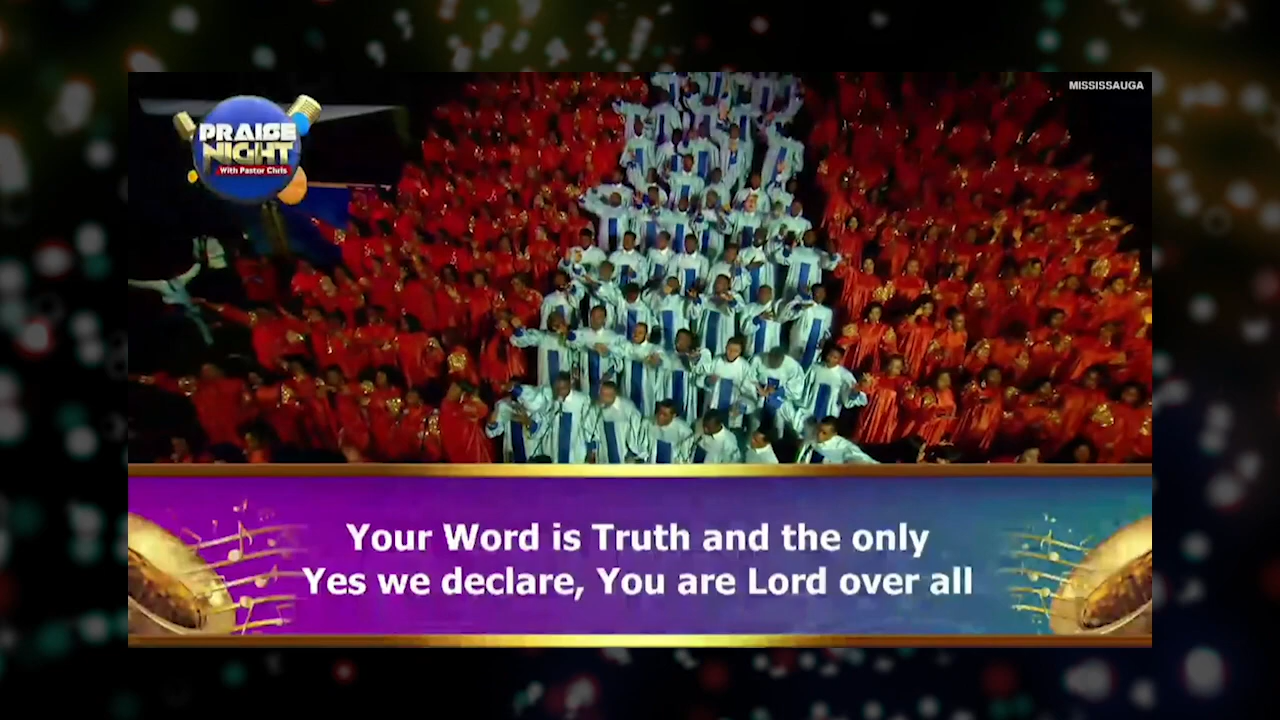 MISSISSAUGA
PRAISE
NIGHT
With Pastor Chris
Your Word is Truth and the only
Yes we declare, You are Lord over all